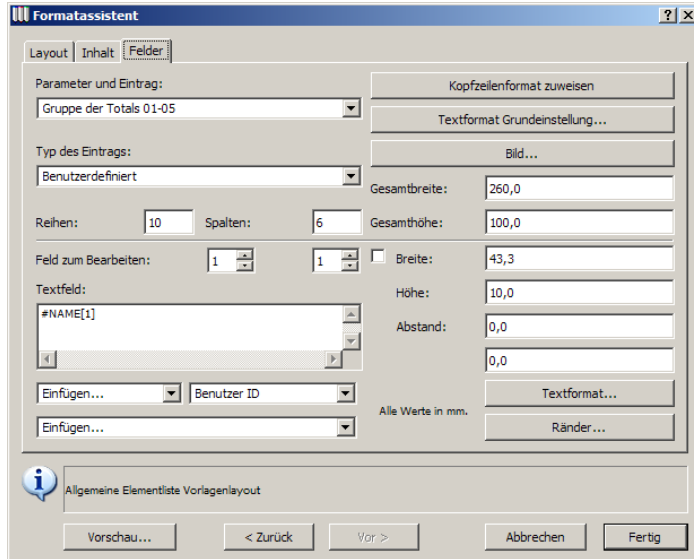 Formatassistent
Layout Inhalt Felder
Parameter und Eintrag:
Gruppe der Totals 01-05
Kopfzeilenformat zuweisen
Textformat Grundeinstellung...
Typ des Eintrags:
Bild...
Benutzerdefiniert
Gesamtbreite: 260,0
Reihen: 10 Spalten: 6
Gesamthöhe: 100,0
Feld zum Bearbeiten: 1 1
Breite: 43,3
Textfeld:
Höhe: 10,0
#NAME[1]
Abstand: 0,0
0,0
Einfügen... Benutzer ID
Textformat...
Alle Werte in mm.
Einfügen...
Ränder...
Allgemeine Elementliste Vorlagenlayout
Vorschau... < Zurück Vor > Abbrechen Fertig